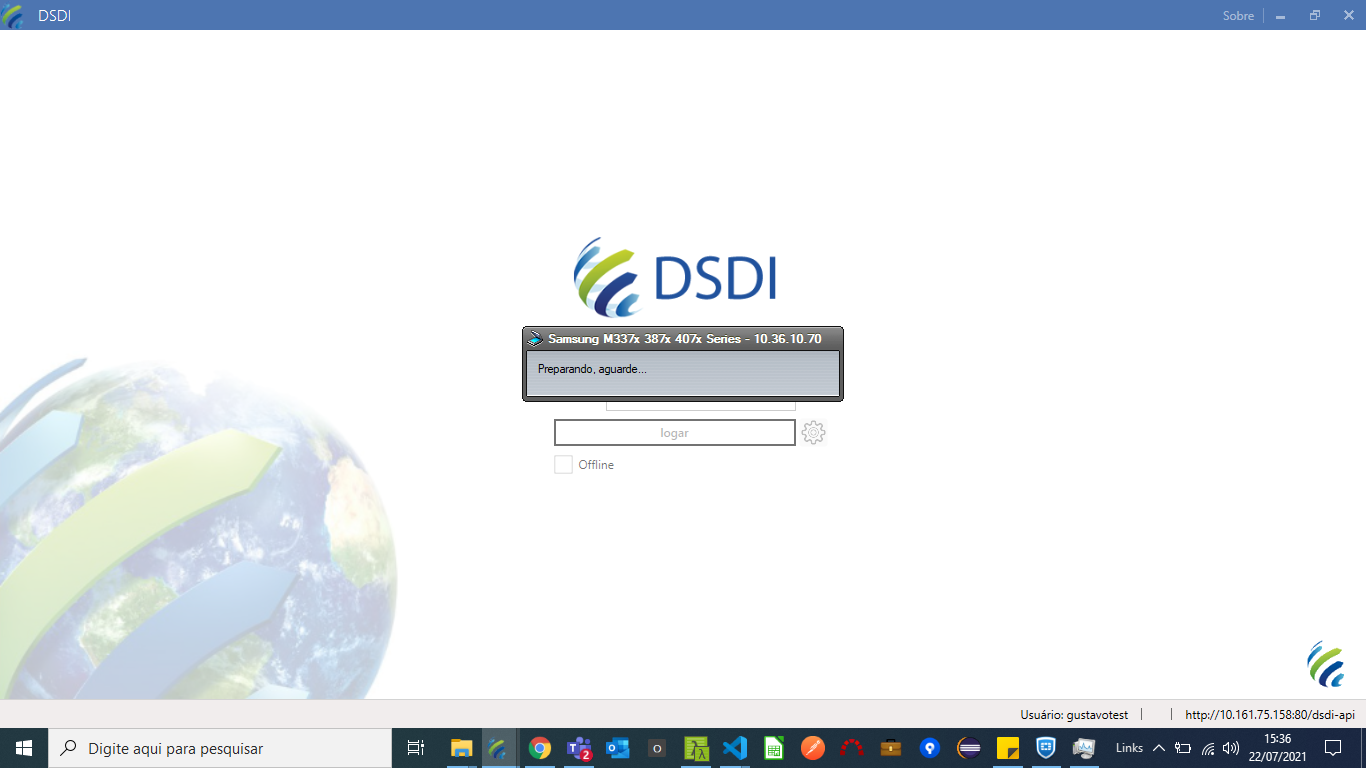 DSDI
Sobre
DSDI
Samsung M337x 387x 407x Series - 10.36.10.70
Preparando, aguarde...
logar
Offline
Usuário: gustavotest
http://10.161.75.158:80/dsdi-api
Digite aqui para pesquisar
2
Links
15:36
22/07/2021